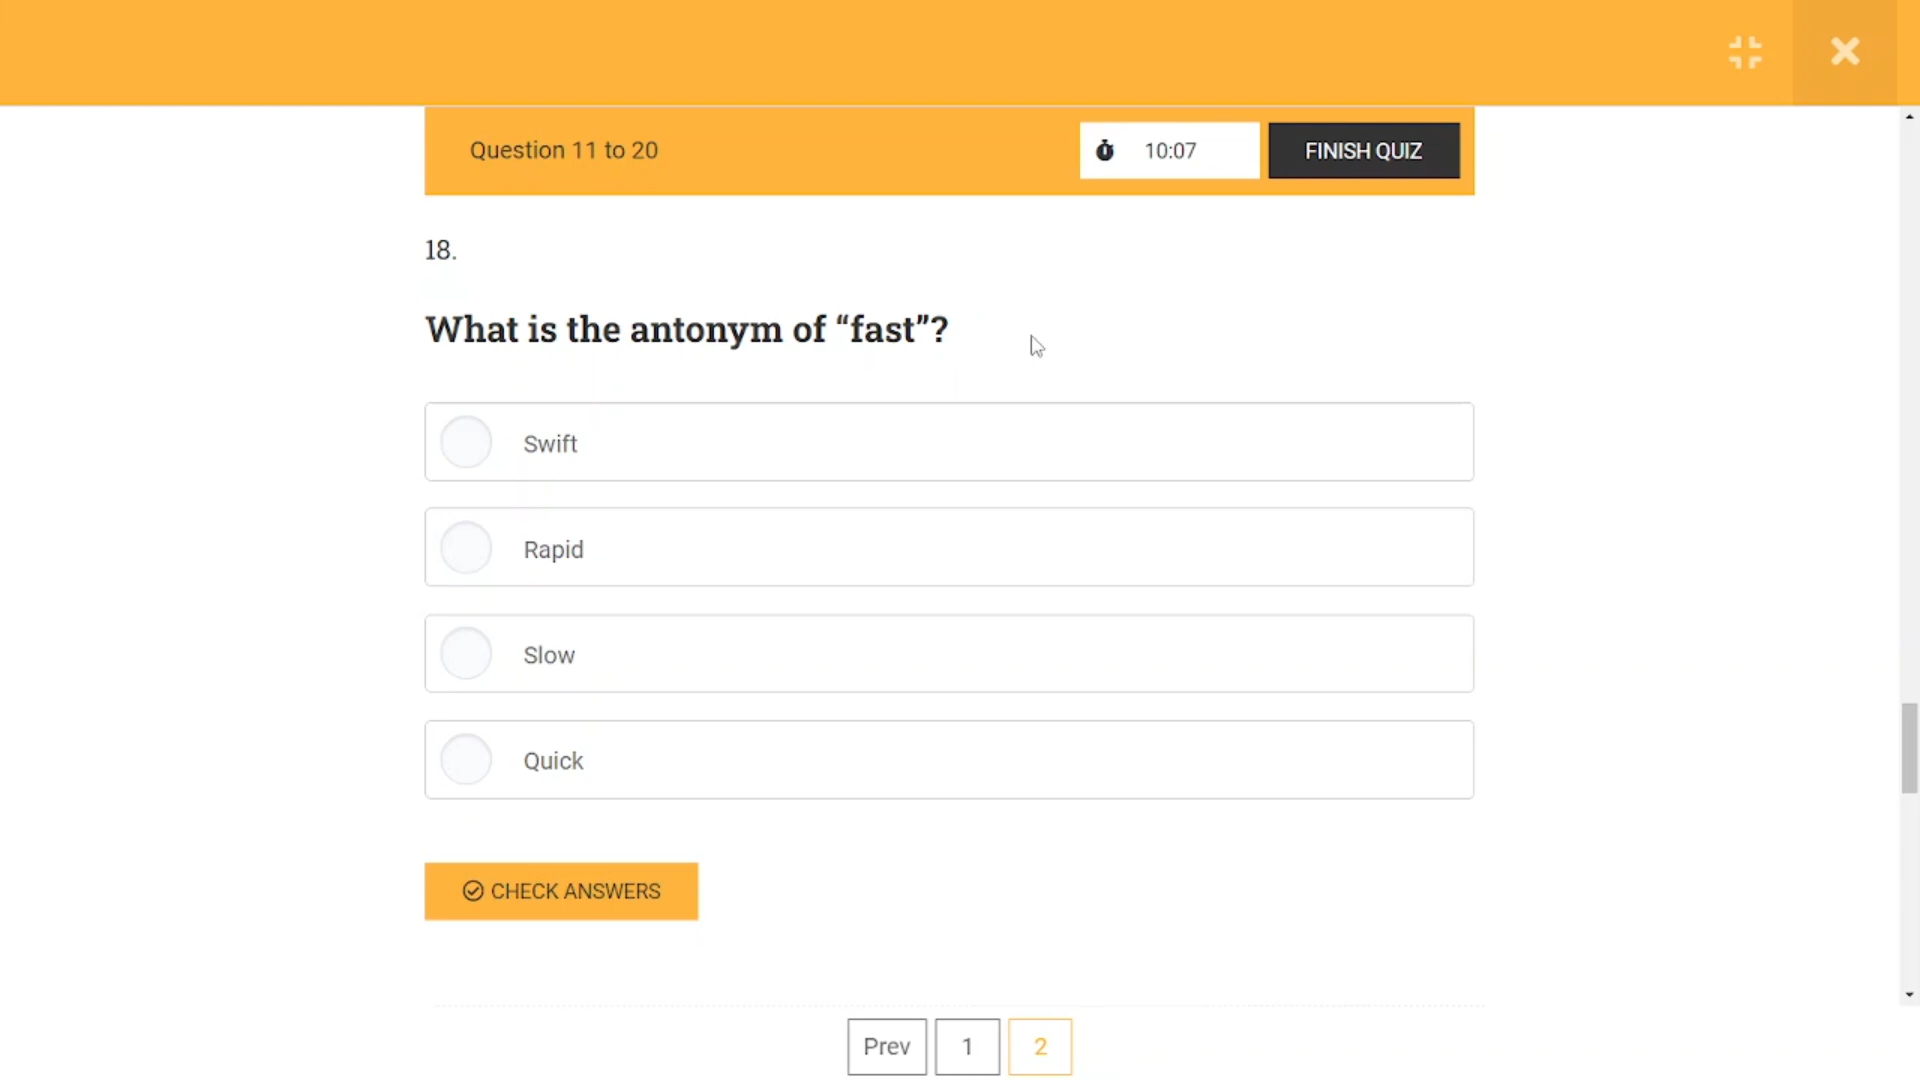 Question 11 to 20
10:07
FINISH QUIZ
18.
What is the antonym of “fast”?
Swift
Rapid
Slow
Quick
CHECK ANSWERS
Prev
1
2